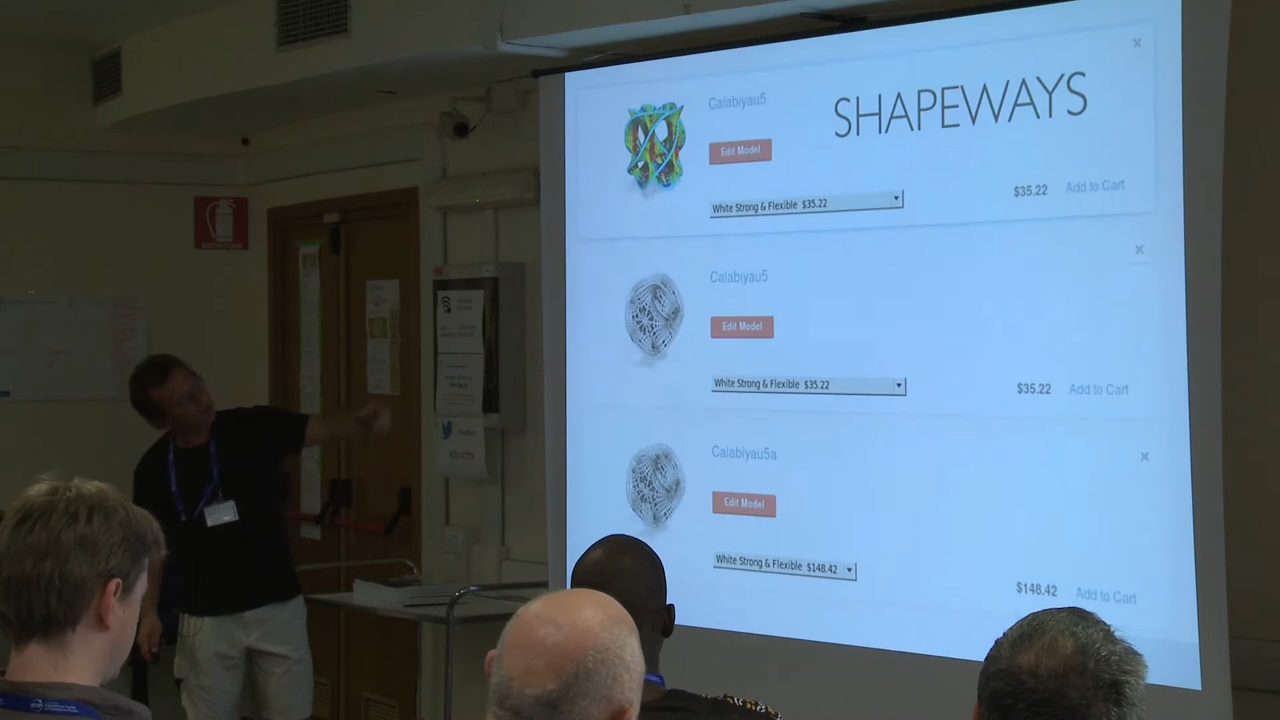 SHAPEWAYS
Calabiyau5
Edit Model
White Strong & Flexible $35.22
$35.22 Add to Cart
Calabiyau5
Edit Model
White Strong & Flexible $35.22
$35.22 Add to Cart
Calabiyau5a
Edit Model
White Strong & Flexible $148.42
$148.42 Add to Cart
ESTINTORE